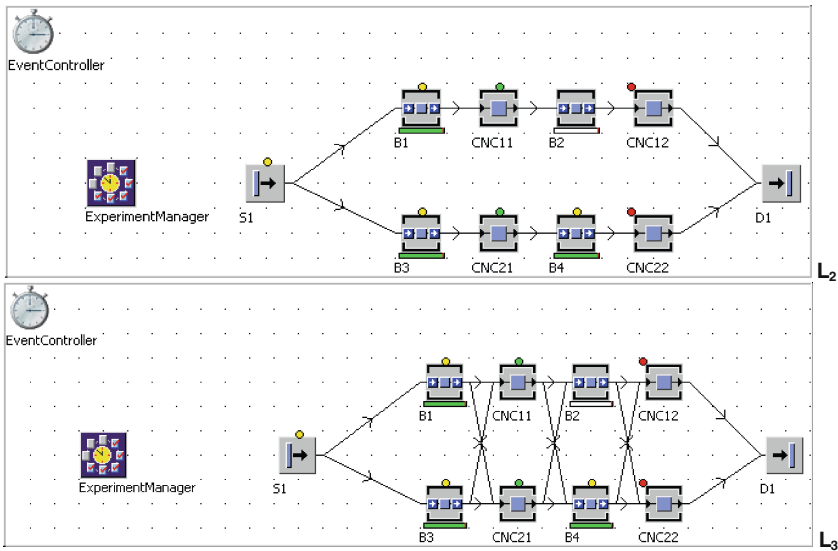 EventController
B1
CNC11
B2
CNC12
ExperimentManager
S1
D1
B3
CNC21
B4
CNC22
L2
EventController
B1
CNC11
B2
CNC12
ExperimentManager
S1
D1
B3
CNC21
B4
CNC22
L3